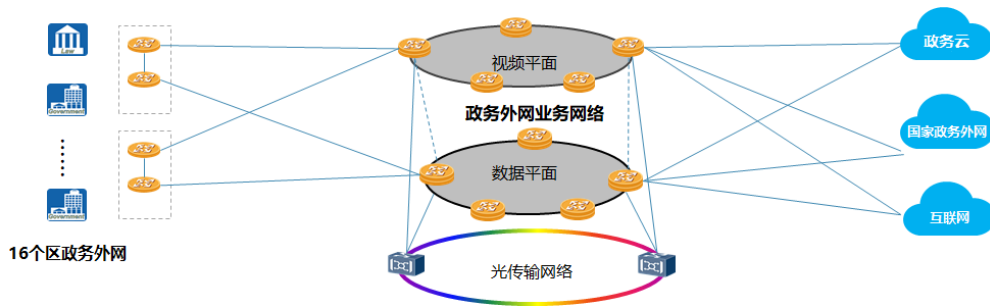 Law
Government
Government
16个区政务外网
视频平面
政务外网业务网络
数据平面
光传输网络
政务云
国家政务外网
互联网